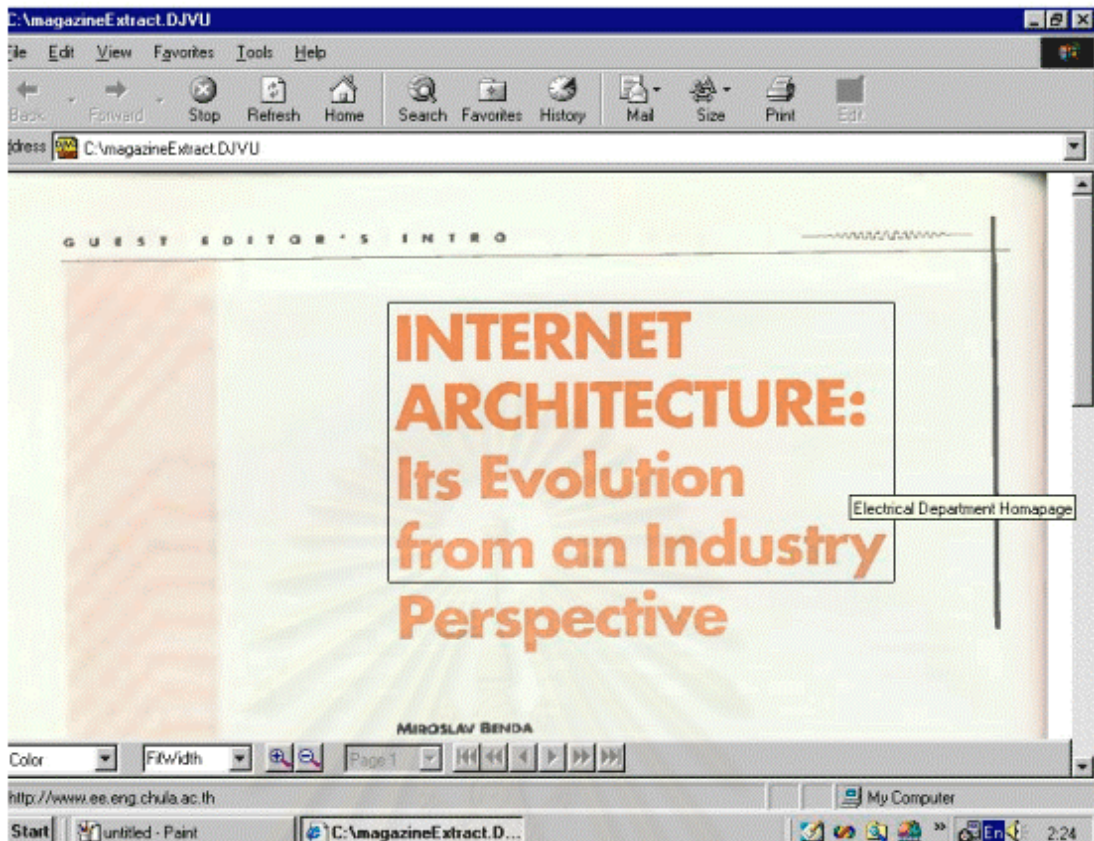 C:\magazineExtract.DJVU
File Edit View Favorites Tools Help
Back Forward Stop Refresh Home Search Favorites History Mail Size Print Edit
ddress C:\magazineExtract.DJVU
GUEST EDITOR'S INTRO
INTERNET
ARCHITECTURE:
Its Evolution
from an Industry
Electrical Department Homapage
Perspective
MIROSLAV BENDA
Color FitWidth Page 1
http://www.ee.eng.chula.ac.th My Computer
Start untitled - Paint C:\magazineExtract.D... » En 2:24